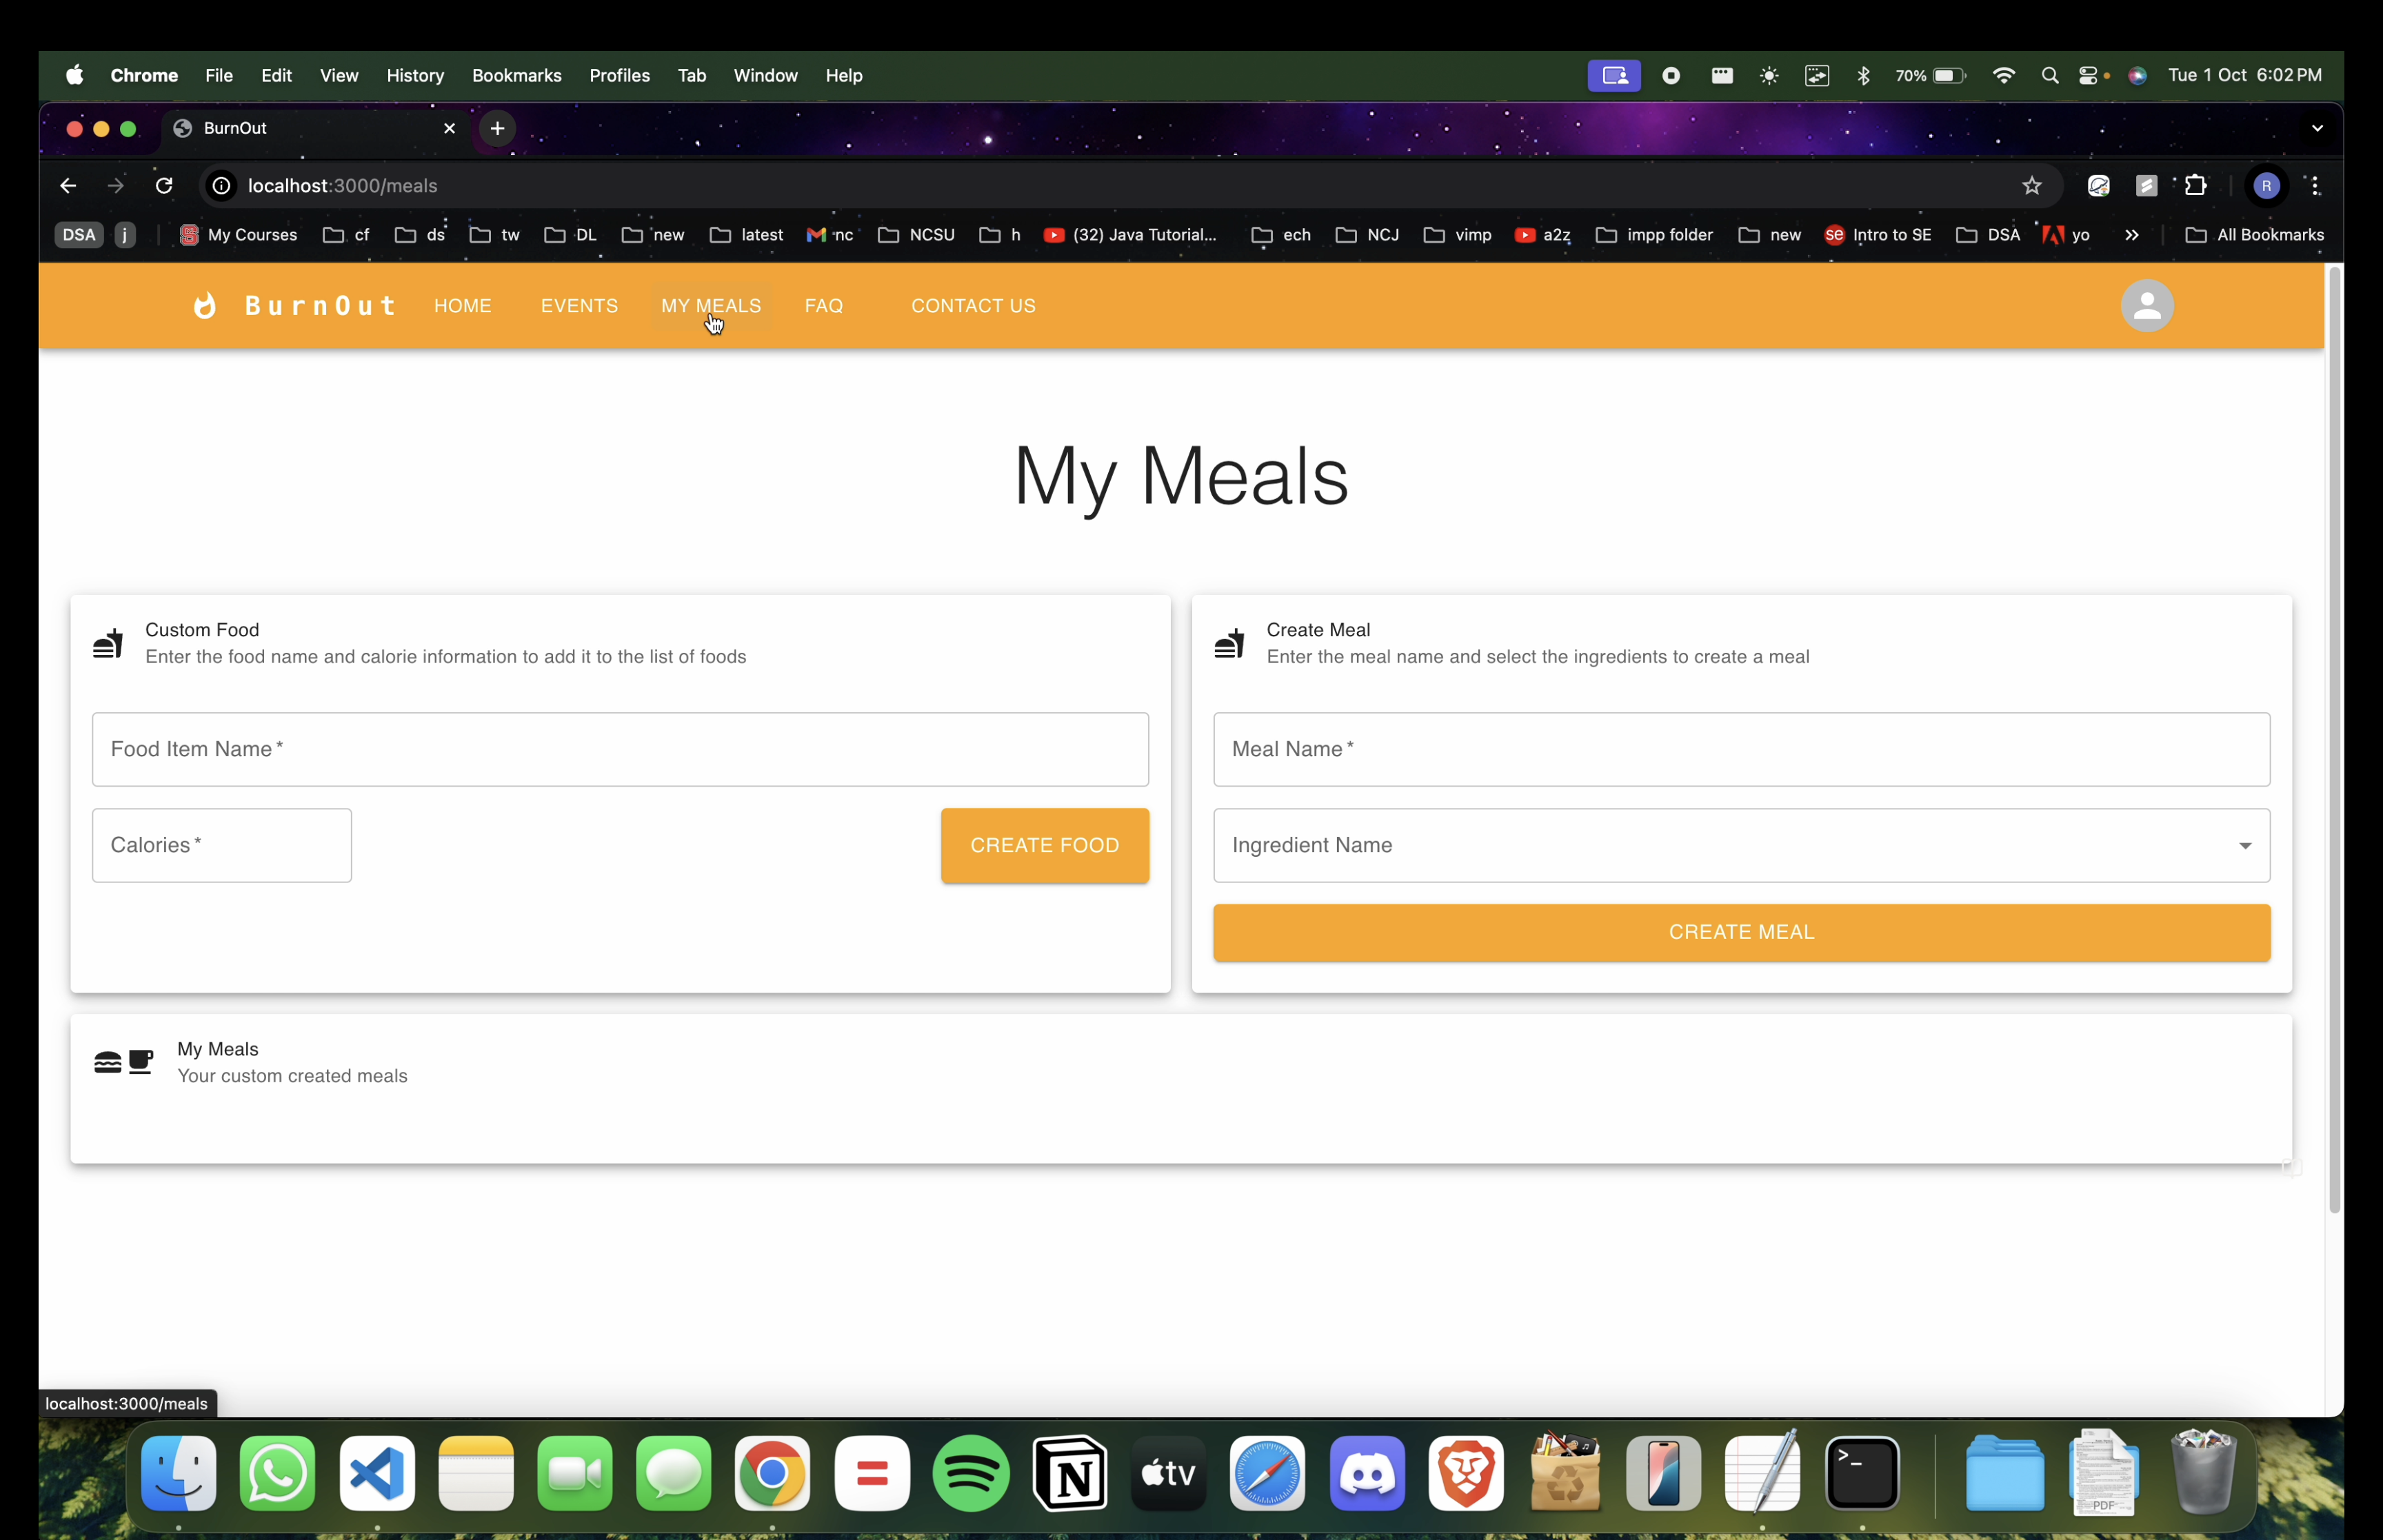 Chrome File Edit View History Bookmarks Profiles Tab Window Help 70% Tue 1 Oct 6:02 PM
BurnOut
localhost:3000/meals R
DSA j My Courses cf ds tw DL new latest nc NCSU h (32) Java Tutorial... ech NCJ vimp a2z impp folder new se Intro to SE DSA yo » All Bookmarks
BurnOut HOME EVENTS MY MEALS FAQ CONTACT US
My Meals
Custom Food
Enter the food name and calorie information to add it to the list of foods
Food Item Name *
Calories *
CREATE FOOD
Create Meal
Enter the meal name and select the ingredients to create a meal
Meal Name *
Ingredient Name
CREATE MEAL
My Meals
Your custom created meals
localhost:3000/meals
N tv >_ PDF